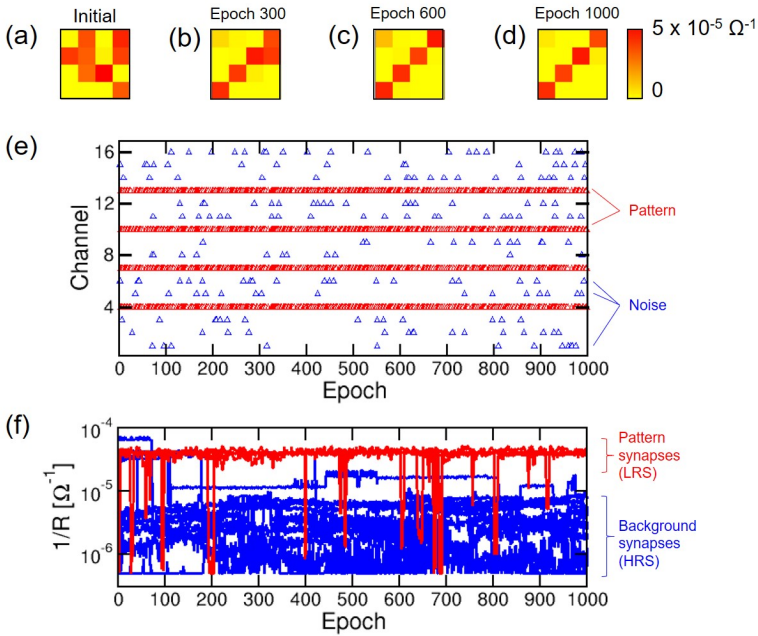 Initial
Epoch 300
Epoch 600
Epoch 1000
(a)
(b)
(c)
(d)
5 x 10⁻⁵ Ω⁻¹
0
(e)
16
12
8
4
Channel
0 100 200 300 400 500 600 700 800 900 1000
Epoch
Pattern
Noise
(f)
10⁻⁴
10⁻⁵
10⁻⁶
1/R [Ω⁻¹]
0 100 200 300 400 500 600 700 800 900 1000
Epoch
Pattern
synapses
(LRS)
Background
synapses
(HRS)